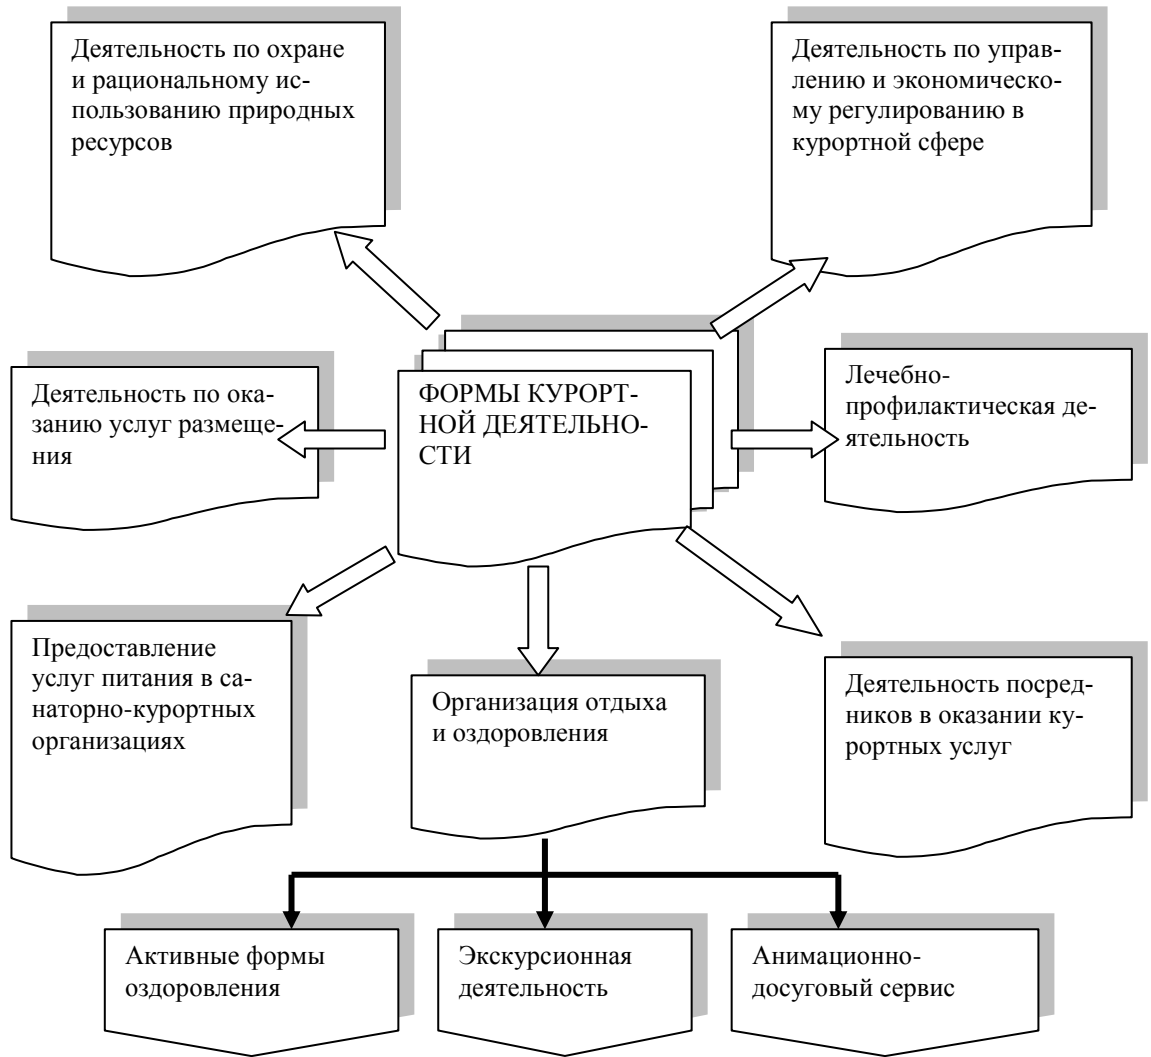 Деятельность по охране
и рациональному ис-
пользованию природных
ресурсов
Деятельность по управ-
лению и экономическо-
му регулированию в
курортной сфере
Деятельность по ока-
занию услуг размеще-
ния
ФОРМЫ КУРОРТ-
НОЙ ДЕЯТЕЛЬНО-
СТИ
Лечебно-
профилактическая де-
ятельность
Предоставление
услуг питания в са-
наторно-курортных
организациях
Организация отдыха
и оздоровления
Деятельность посред-
ников в оказании ку-
рортных услуг
Активные формы
оздоровления
Экскурсионная
деятельность
Анимационно-
досуговый сервис